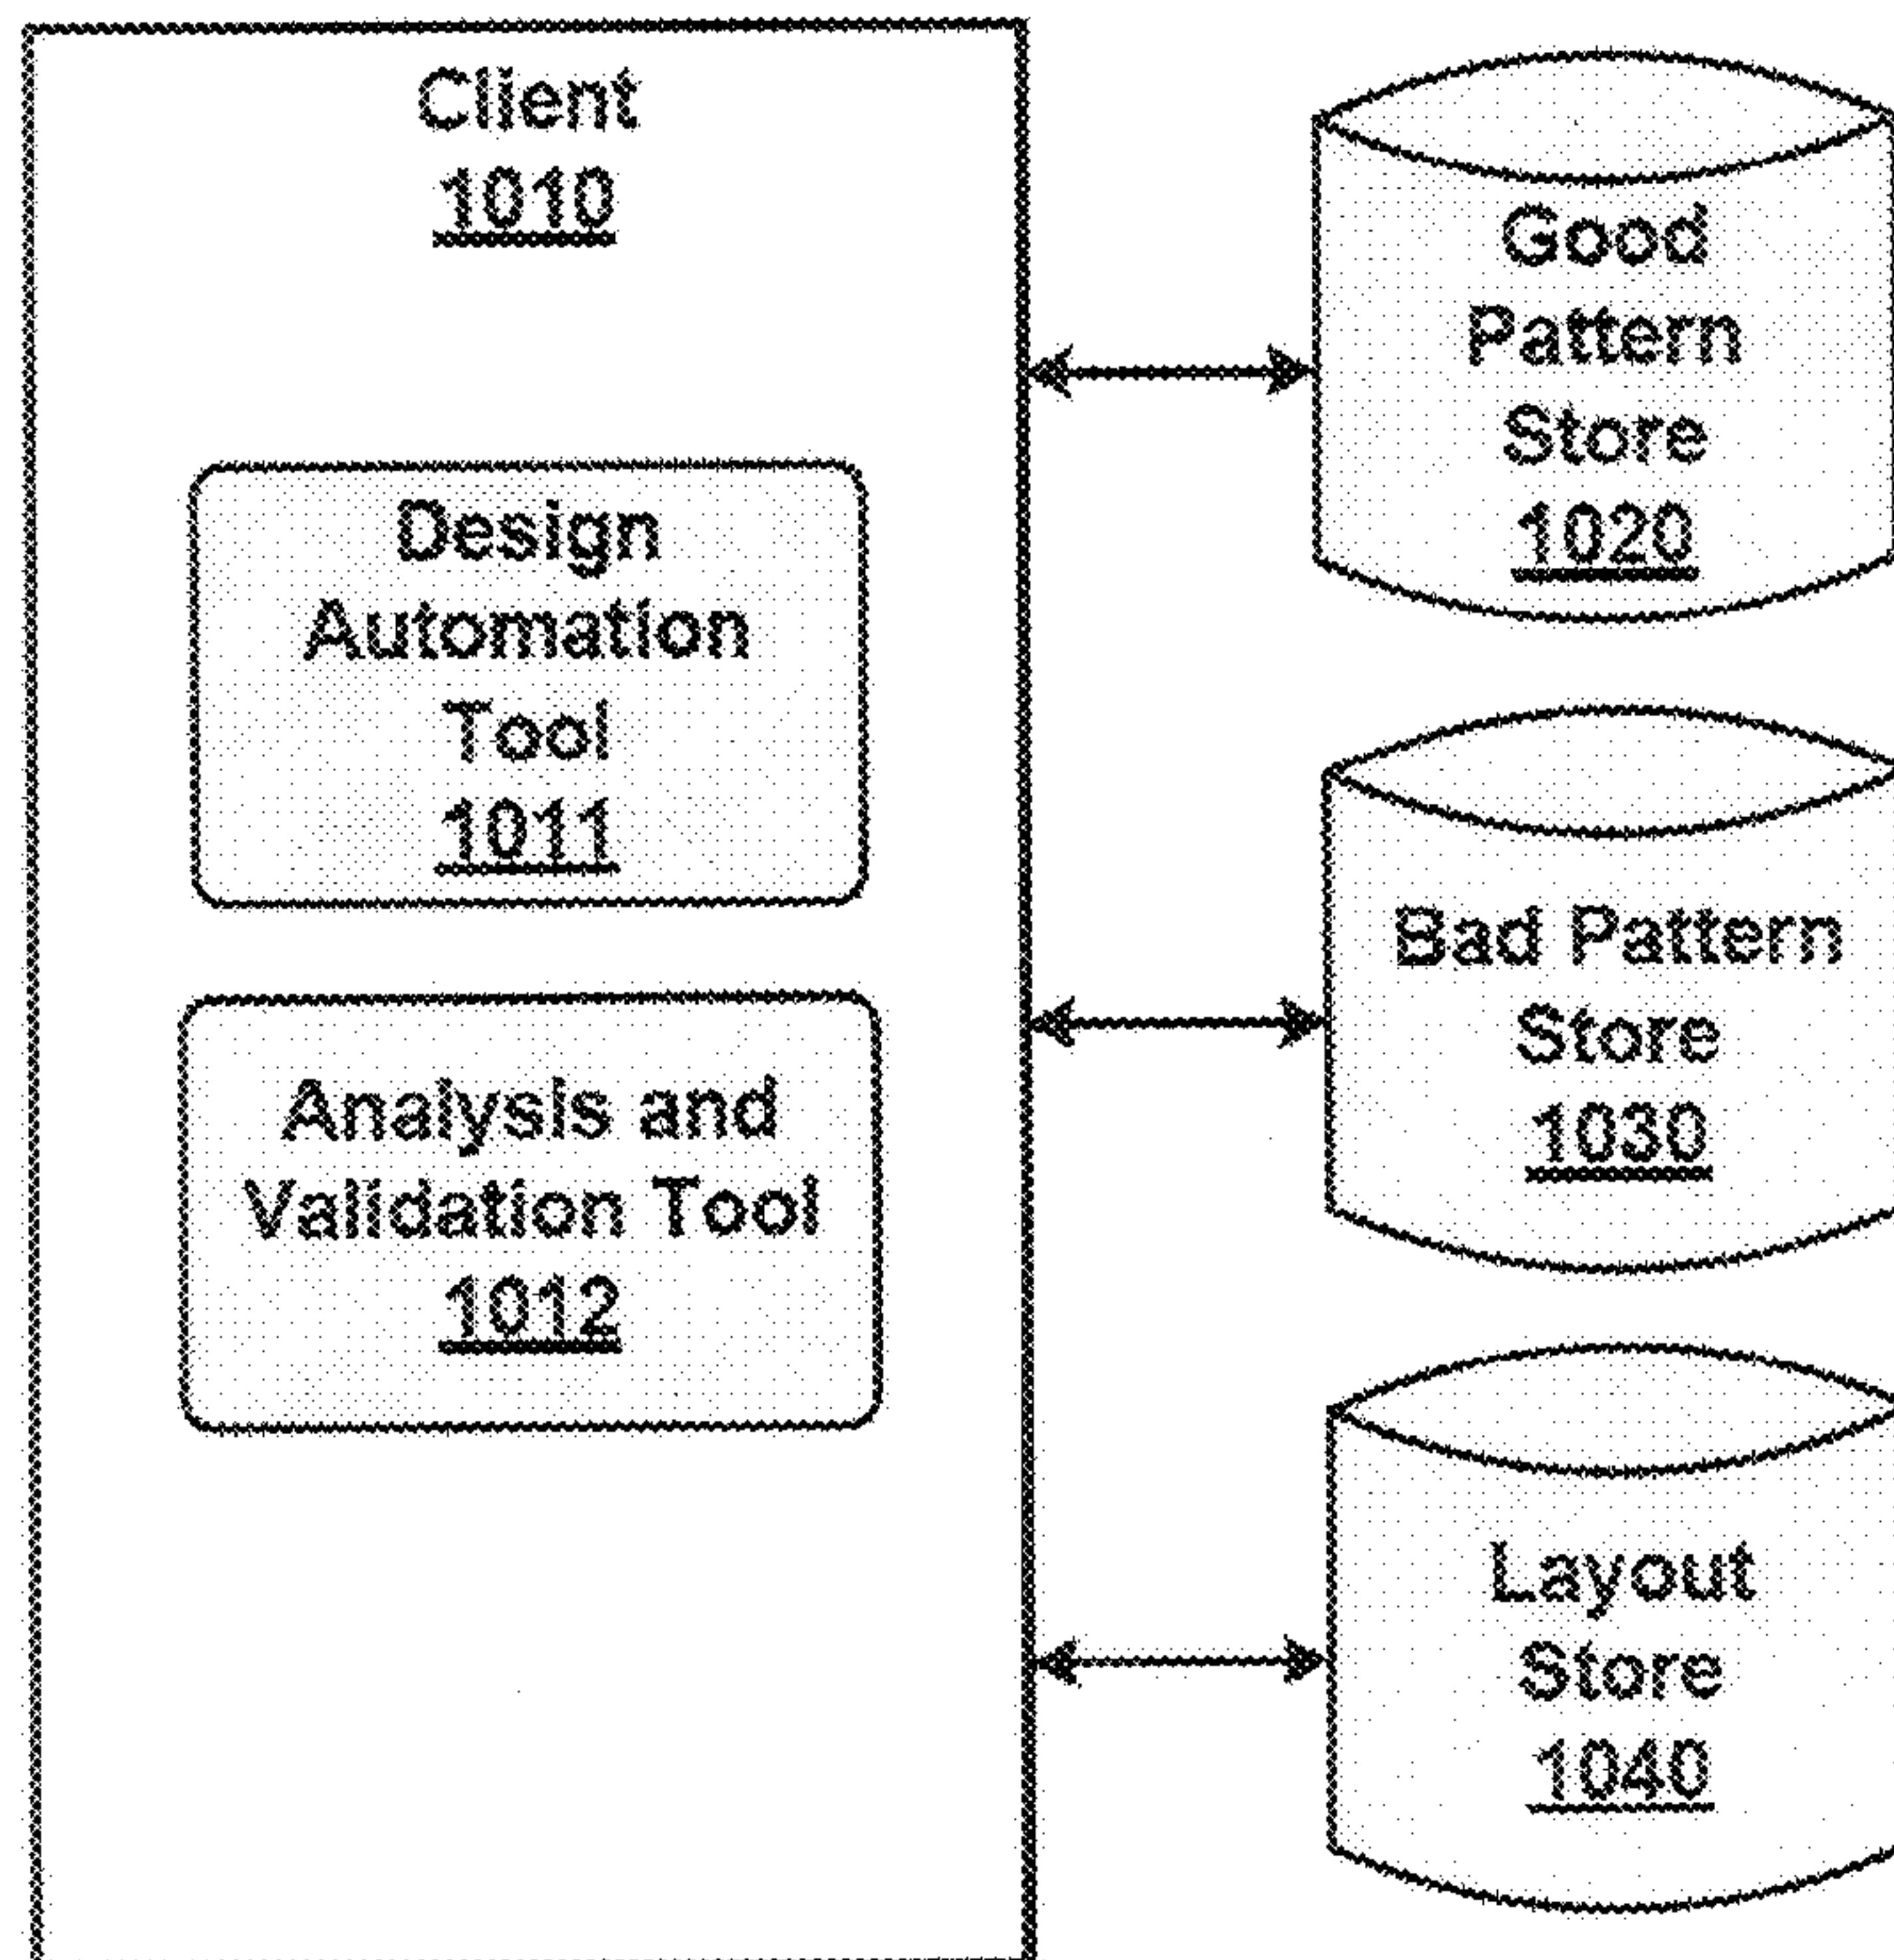 Client
1010
Design
Automation
Tool
1011
Analysis and
Validation Tool
1012
Good
Pattern
Store
1020
Bad Pattern
Store
1030
Layout
Store
1040